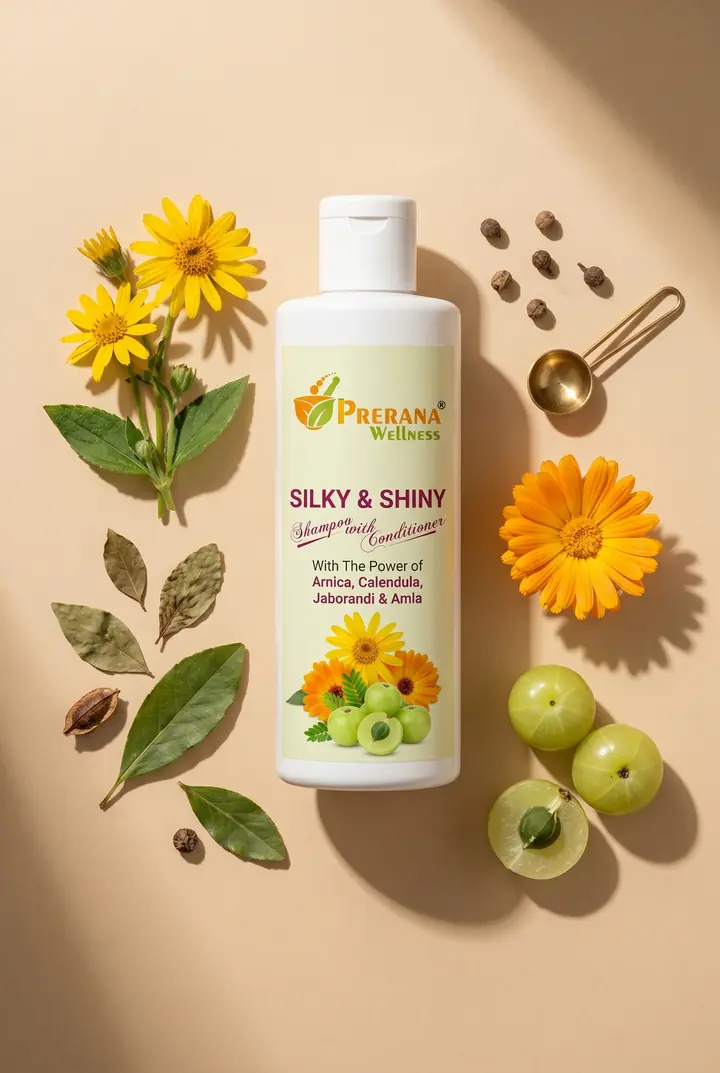 PRERANA®
WELLNESS
SILKY & SHINY
Shampoo with Conditioner
With The Power of
Arnica, Calendula,
Jaborandi & Amla